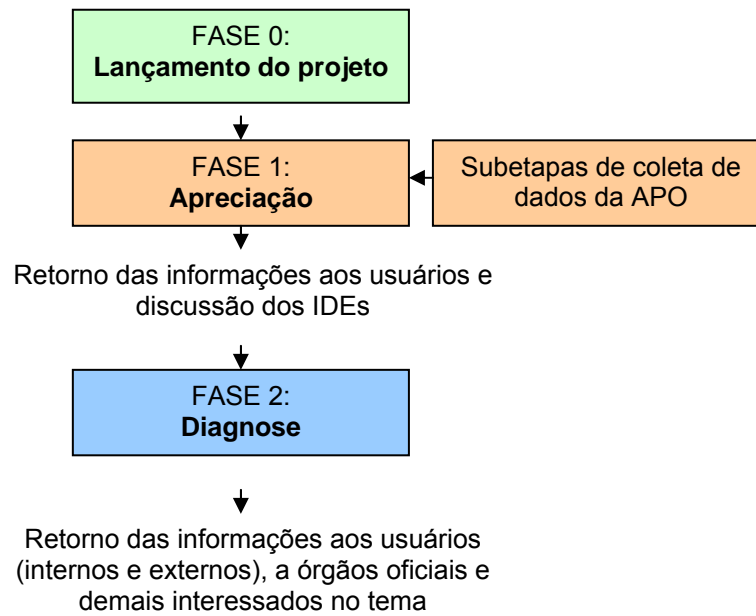 FASE 0:
Lançamento do projeto
FASE 1:
Apreciação
Subetapas de coleta de
dados da APO
Retorno das informações aos usuários e
discussão dos IDEs
FASE 2:
Diagnose
Retorno das informações aos usuários
(internos e externos), a órgãos oficiais e
demais interessados no tema